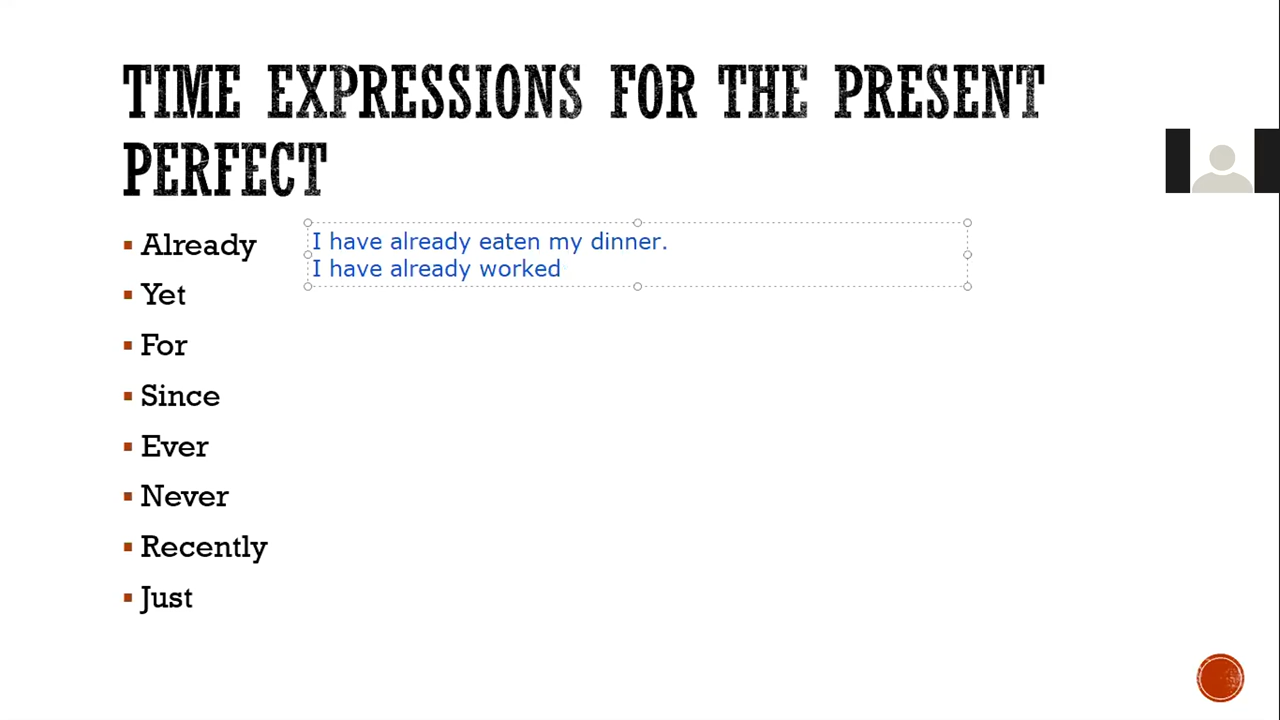 TIME EXPRESSIONS FOR THE PRESENT
PERFECT
Already
I have already eaten my dinner.
I have already worked
Yet
For
Since
Ever
Never
Recently
Just